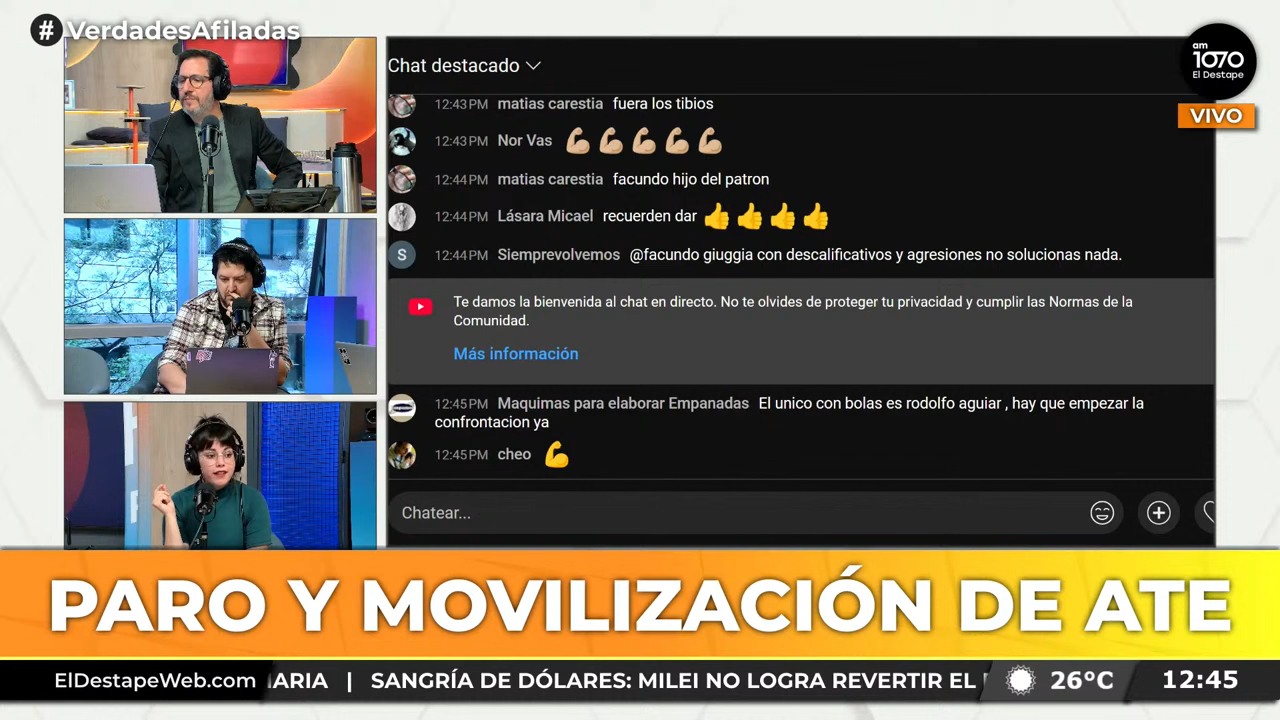 #VerdadesAfiladas
am
1070
El Destape
VIVO
Chat destacado
12:43 PM matias carestia fuera los tibios
12:43 PM Nor Vas
12:44 PM matias carestia facundo hijo del patron
12:44 PM Lásara Micael recuerden dar
S 12:44 PM Siemprevolvemos @facundo giuggia con descalificativos y agresiones no solucionas nada.
Te damos la bienvenida al chat en directo. No te olvides de proteger tu privacidad y cumplir las Normas de la
Comunidad.
Más información
12:45 PM Maquimas para elaborar Empanadas El unico con bolas es rodolfo aguiar , hay que empezar la
confrontacion ya
12:45 PM cheo
Chatear...
PARO Y MOVILIZACIÓN DE ATE
ElDestapeWeb.com IARIA | SANGRÍA DE DÓLARES: MILEI NO LOGRA REVERTIR EL 26°C 12:45